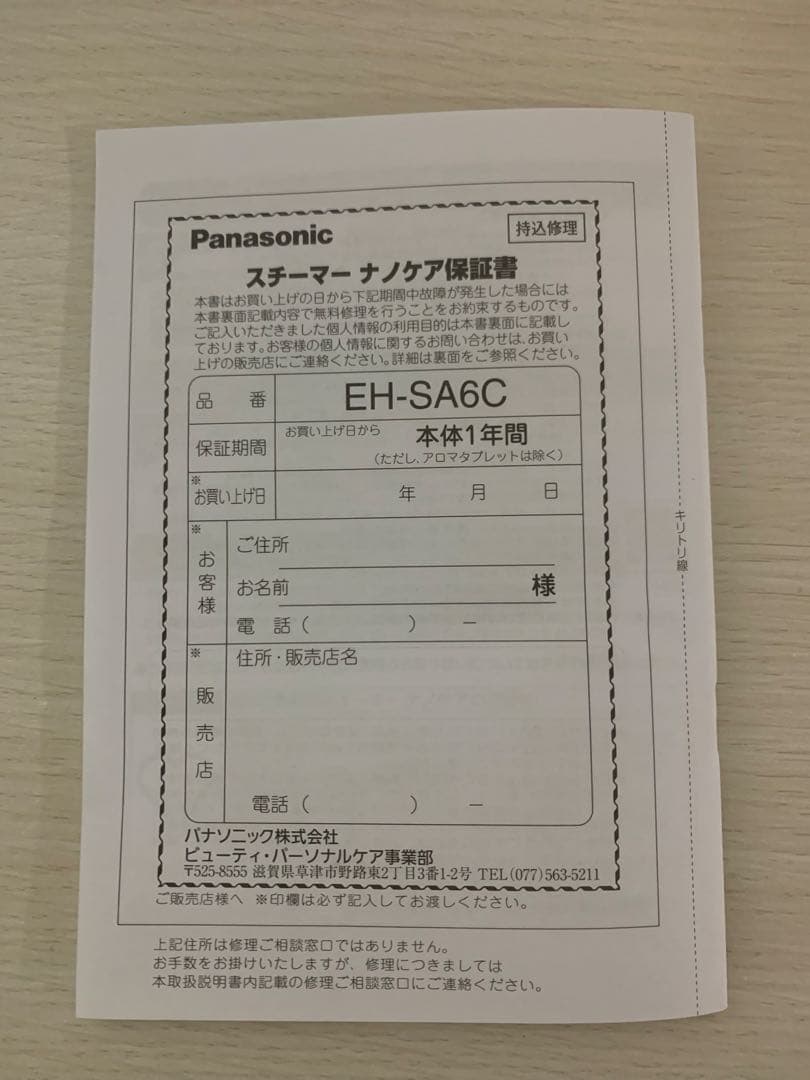 Panasonic
持込修理
スチーマー ナノケア保証書
本書はお買い上げの日から下記期間中故障が発生した場合には
本書裏面記載内容で無料修理を行うことをお約束するものです。
ご記入いただきました個人情報の利用目的は本書裏面に記載し
ております。お客様の個人情報に関するお問い合わせは、お買い
上げの販売店にご連絡ください。詳細は裏面をご参照ください。
品 番 EH-SA6C
保証期間 お買い上げ日から 本体1年間
(ただし、アロマタブレットは除く)
※お買い上げ日 年 月 日
※お客様
ご住所
お名前 様
電 話( ) ー
※販売店
住所・販売店名
電話( ) ー
パナソニック株式会社
ビューティ・パーソナルケア事業部
〒525-8555 滋賀県草津市野路東2丁目3番1-2号 TEL(077)563-5211
ご販売店様へ ※印欄は必ず記入してお渡しください。
上記住所は修理ご相談窓口ではありません。
お手数をお掛けいたしますが、修理につきましては
本取扱説明書内記載の修理ご相談窓口にご連絡ください。
キリトリ線